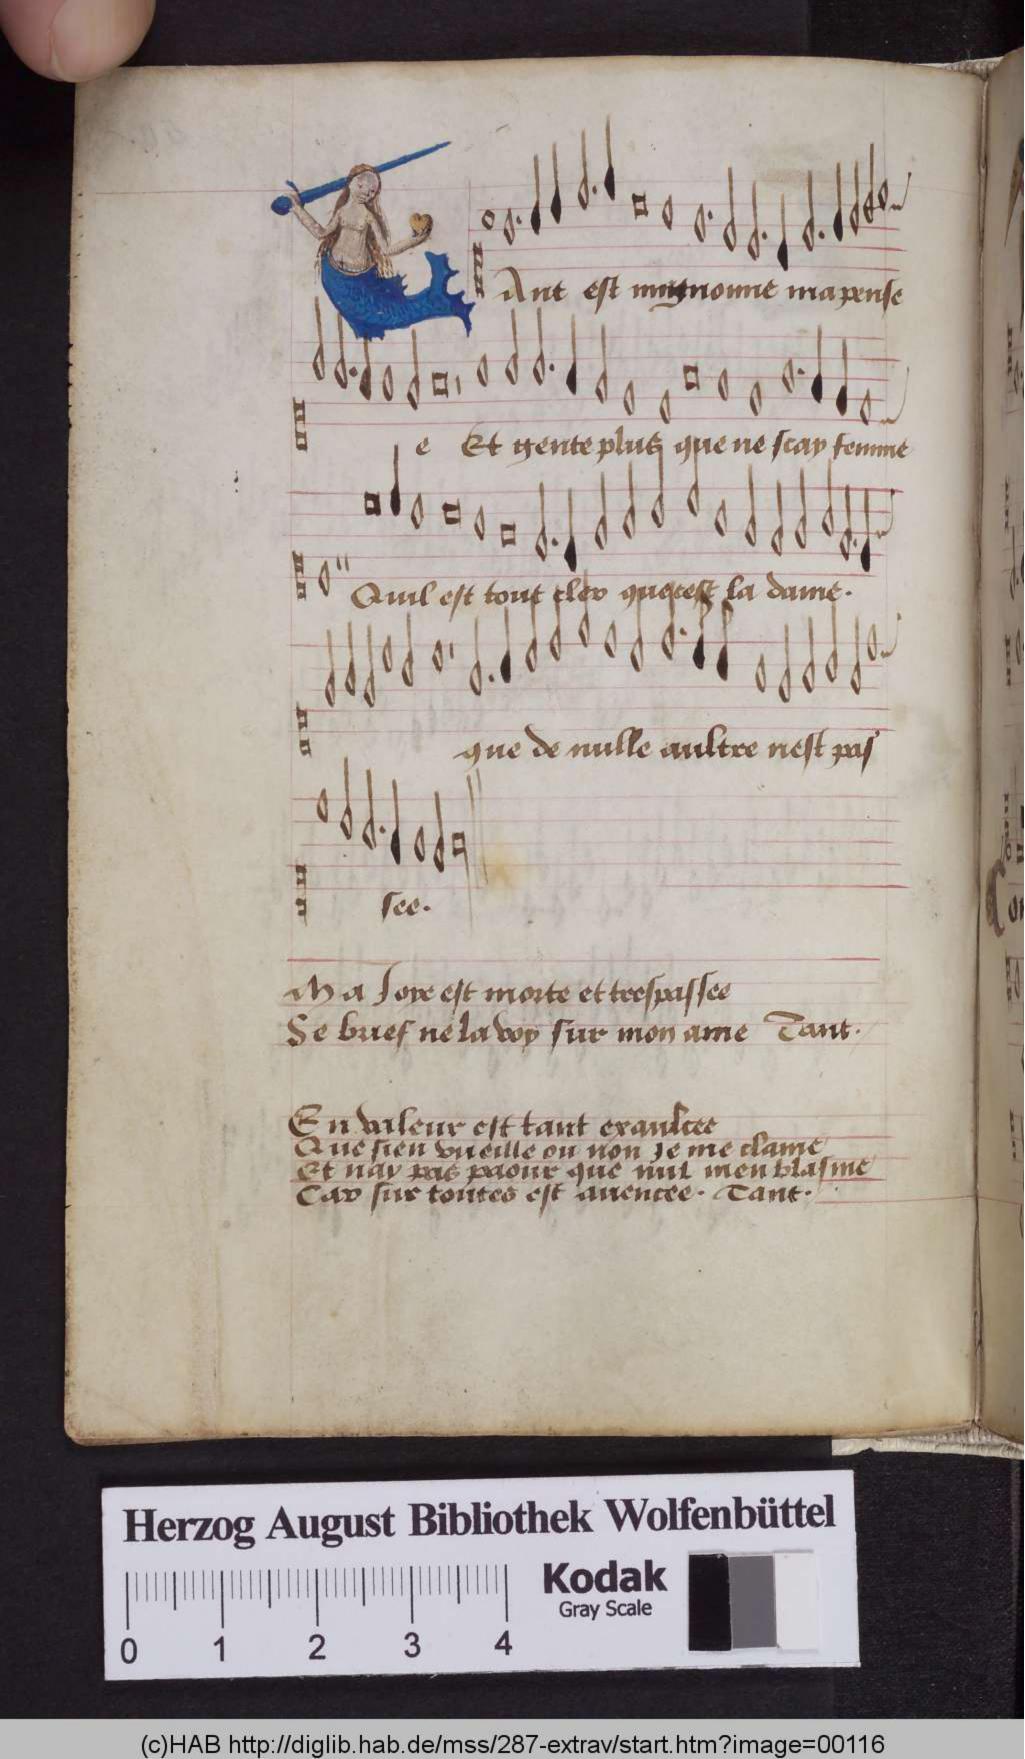 Ant est mignonne ma pense
e Et gente plus que ne scay femme
Quil est tout cler que cest la dame.
que de nulle aultre nest pas
see.
Ma Joye est morte et trespassee
Se brief ne la voy sur mon ame Tant.
En valeur est tant exaulcee
Que sien vueille ou non Je me clame
Et nay pas paour que nul men blasme
Car sur toutes est auencee. Tant.
Herzog August Bibliothek Wolfenbüttel
Kodak
Gray Scale
0 1 2 3 4
(c)HAB http://diglib.hab.de/mss/287-extrav/start.htm?image=00116